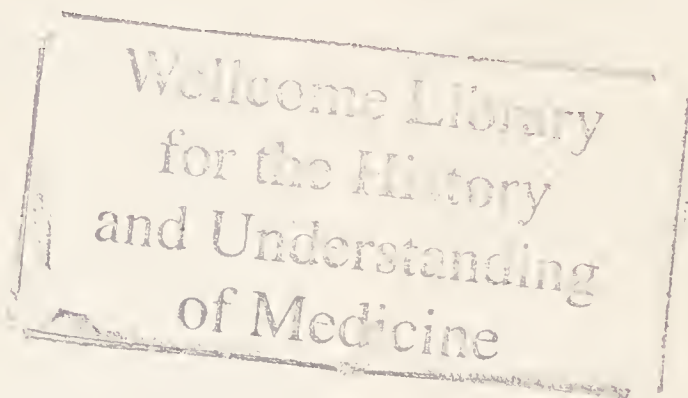 Wellcome Library
for the History
and Understanding
of Medicine